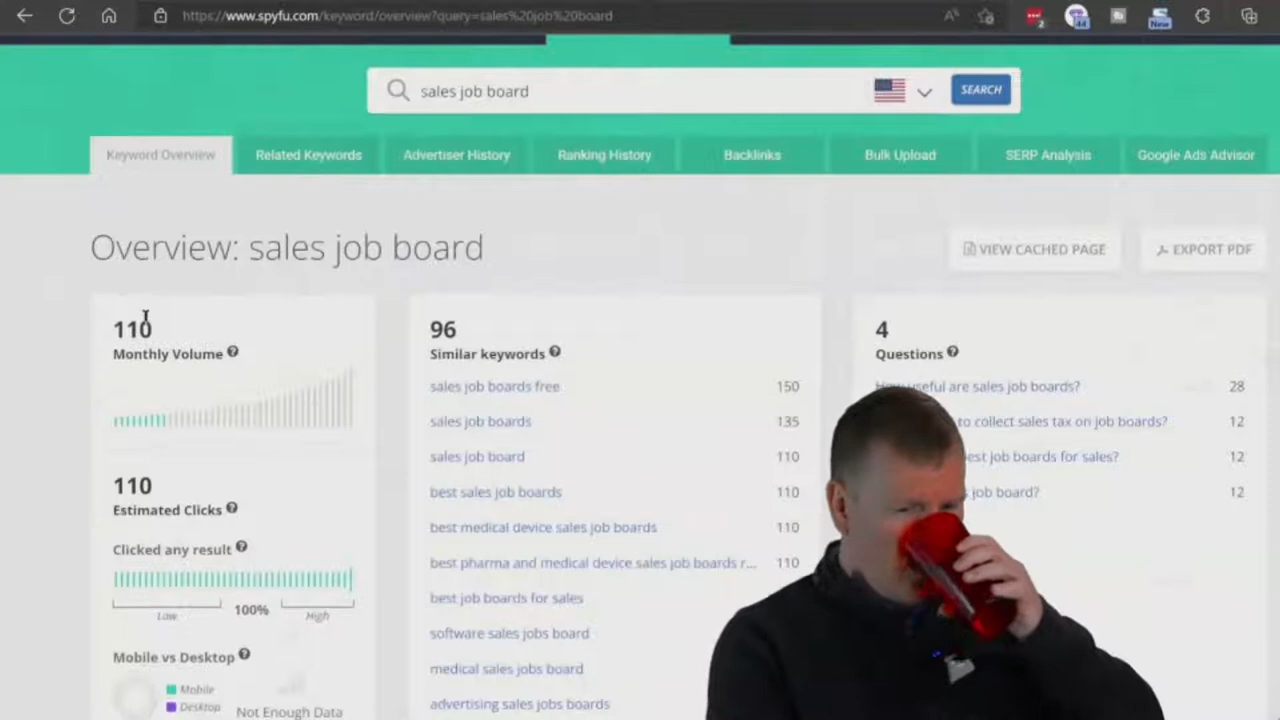 https://www.spyfu.com/keyword/overview?query=sales%20job%20board
2
44
New
sales job board
SEARCH
Keyword Overview
Related Keywords
Advertiser History
Ranking History
Backlinks
Bulk Upload
SERP Analysis
Google Ads Advisor
Overview: sales job board
VIEW CACHED PAGE
EXPORT PDF
110
Monthly Volume
110
Estimated Clicks
Clicked any result
Low
100%
High
Mobile vs Desktop
Mobile
Desktop
Not Enough Data
96
Similar keywords
sales job boards free 150
sales job boards 135
sales job board 110
best sales job boards 110
best medical device sales job boards 110
best pharma and medical device sales job boards r... 110
best job boards for sales
software sales jobs board
medical sales jobs board
advertising sales jobs boards
4
Questions
useful are sales job boards? 28
to collect sales tax on job boards? 12
job boards for sales? 12
job board? 12